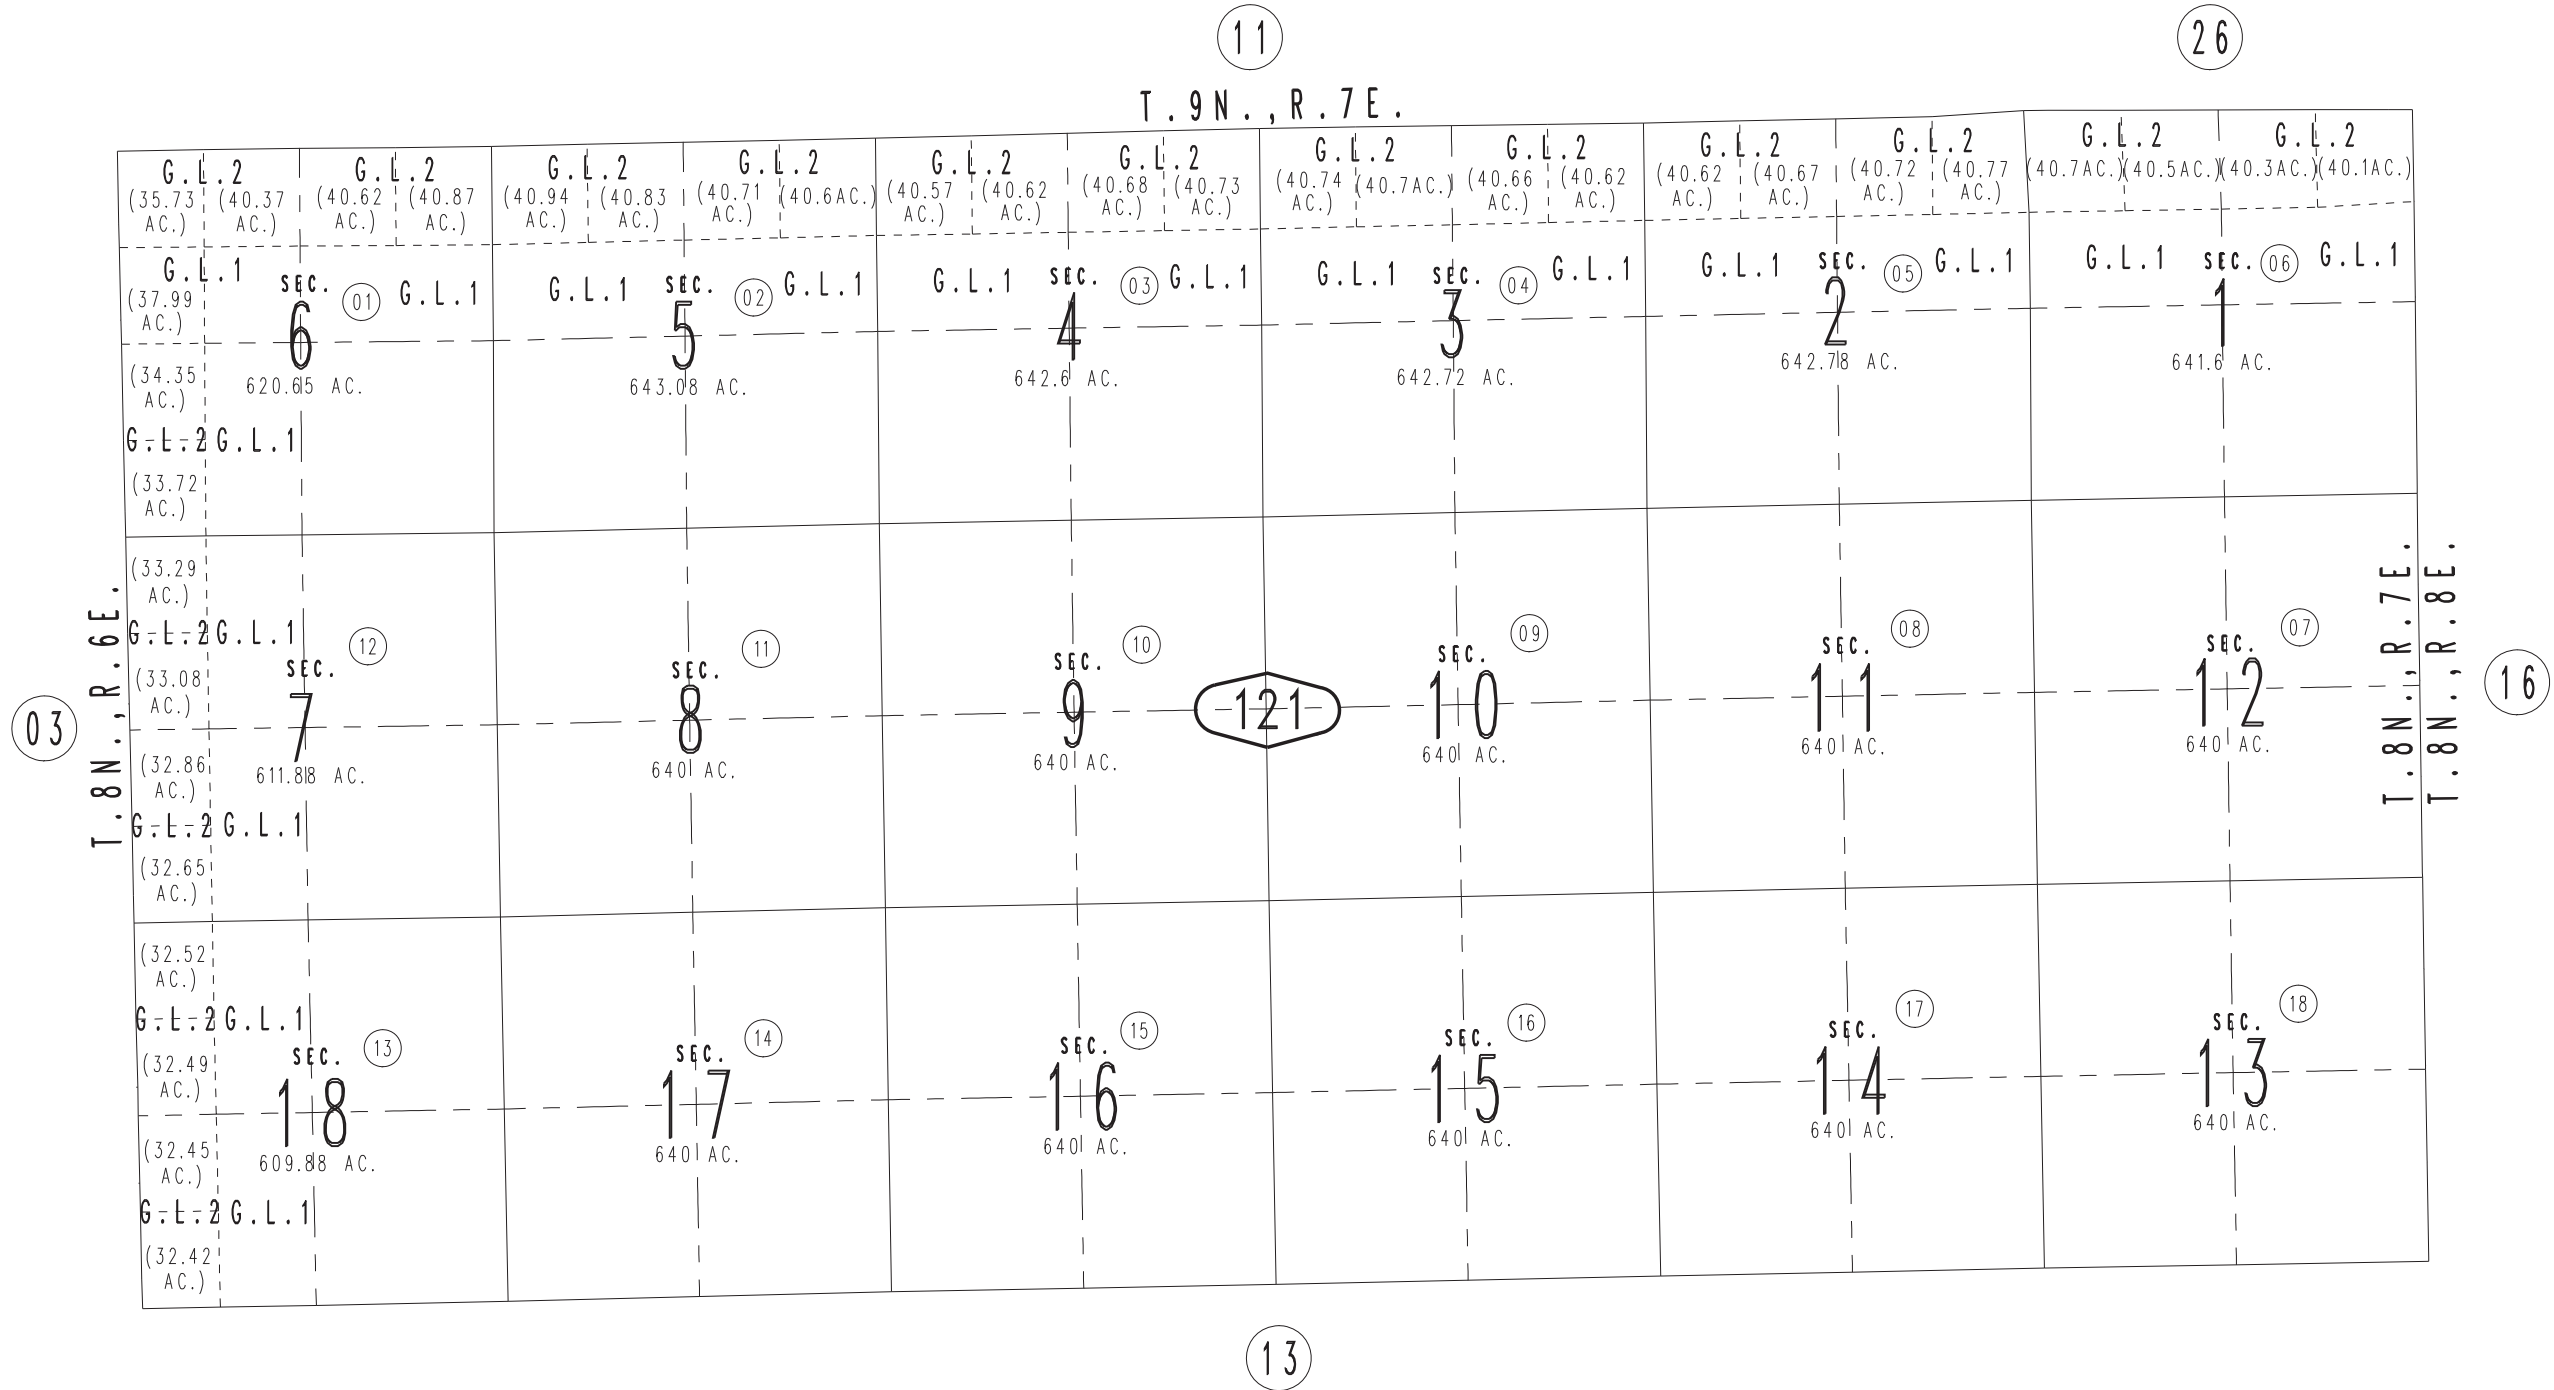 11
26
T.9N.,R.7E.
G.L.2 G.L.2 G.L.2 G.L.2 G.L.2 G.L.2 G.L.2 G.L.2 G.L.2 G.L.2 G.L.2 G.L.2
(35.73 AC.) (40.37 AC.) (40.62 AC.) (40.87 AC.) (40.94 AC.) (40.83 AC.) (40.71 AC.) (40.6AC.) (40.57 AC.) (40.62 AC.) (40.68 AC.) (40.73 AC.) (40.74 AC.) (40.7AC.) (40.66 AC.) (40.62 AC.) (40.62 AC.) (40.67 AC.) (40.72 AC.) (40.77 AC.) (40.7AC.) (40.5AC.) (40.3AC.) (40.1AC.)
G.L.1 SEC. 01 G.L.1 G.L.1 SEC. 02 G.L.1 G.L.1 SEC. 03 G.L.1 G.L.1 SEC. 04 G.L.1 G.L.1 SEC. 05 G.L.1 G.L.1 SEC. 06 G.L.1
(37.99
AC.)
6 5 4 3 2 1
620.65 AC. 643.08 AC. 642.6 AC. 642.72 AC. 642.78 AC. 641.6 AC.
(34.35
AC.)
G.L.2 G.L.1
(33.72
AC.)
(33.29
AC.)
G.L.2 G.L.1
12 11 10 09 08 07
SEC. SEC. SEC. SEC. SEC. SEC.
(33.08
AC.)
7 8 9 121 10 11 12
611.88 AC. 640 AC. 640 AC. 640 AC. 640 AC. 640 AC.
(32.86
AC.)
G.L.2 G.L.1
(32.65
AC.)
T.8N.,R.6E.
03
T.8N.,R.7E.
T.8N.,R.8E.
16
(32.52
AC.)
G.L.2 G.L.1
13 14 15 16 17 18
SEC. SEC. SEC. SEC. SEC. SEC.
(32.49
AC.)
18 17 16 15 14 13
609.88 AC. 640 AC. 640 AC. 640 AC. 640 AC. 640 AC.
(32.45
AC.)
G.L.2 G.L.1
(32.42
AC.)
13